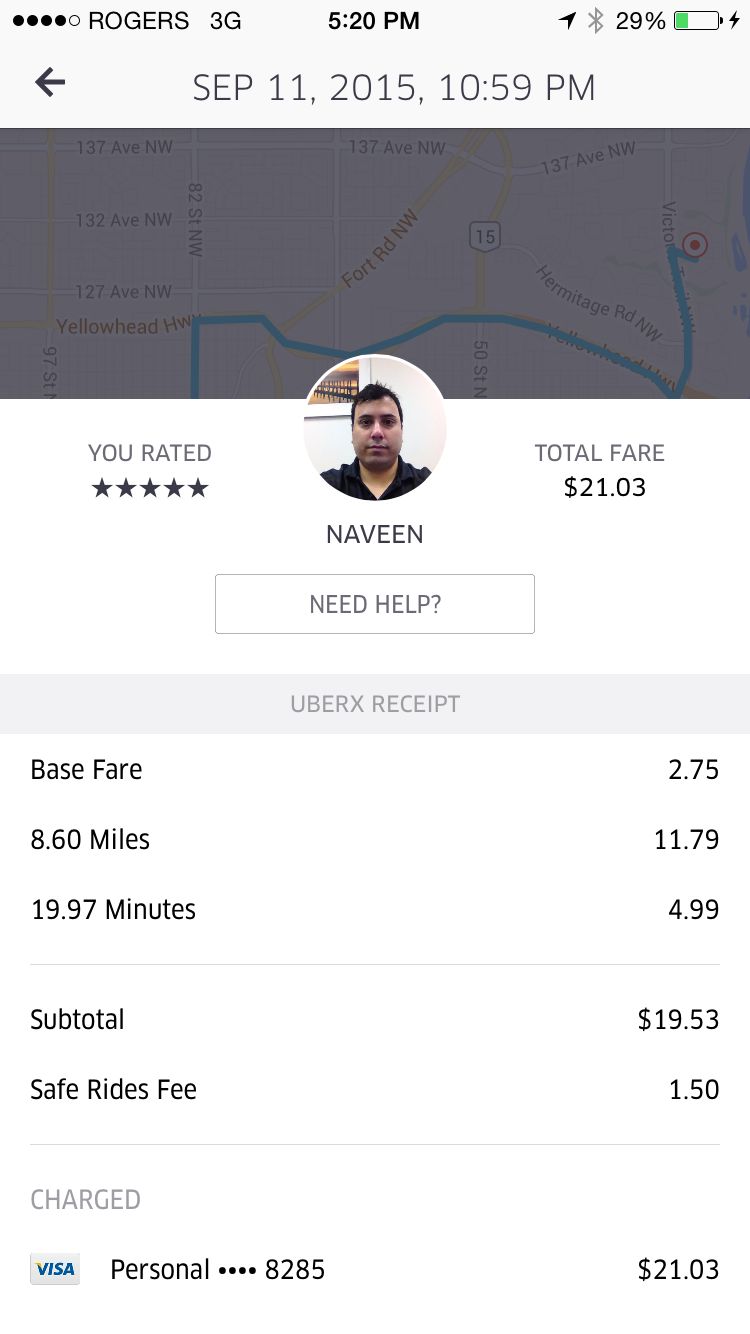 ROGERS 3G 5:20 PM 29%
SEP 11, 2015, 10:59 PM
137 Ave NW 137 Ave NW 137 Ave NW
82 St NW
132 Ave NW
Fort Rd NW
15
127 Ave NW
Hermitage Rd NW
Yellowhead Hwy
Yellowhead Hwy
97 St N
50 St N
YOU RATED
★★★★★
TOTAL FARE
$21.03
NAVEEN
NEED HELP?
UBERX RECEIPT
Base Fare 2.75
8.60 Miles 11.79
19.97 Minutes 4.99
Subtotal $19.53
Safe Rides Fee 1.50
CHARGED
VISA Personal •••• 8285 $21.03